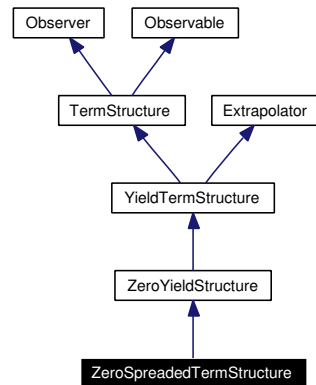 Observer
Observable
TermStructure
Extrapolator
YieldTermStructure
ZeroYieldStructure
ZeroSpreadedTermStructure